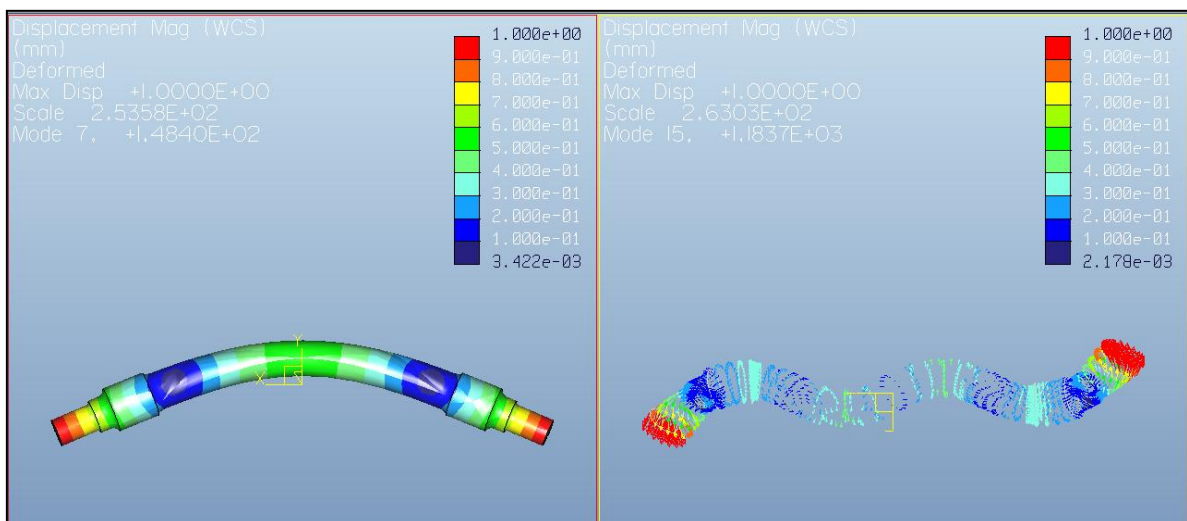 Displacement Mag (WCS)
(mm)
Deformed
Max Disp +1.0000E+00
Scale 2.5358E+02
Mode 7, +1.4840E+02
1.000e+00
9.000e-01
8.000e-01
7.000e-01
6.000e-01
5.000e-01
4.000e-01
3.000e-01
2.000e-01
1.000e-01
3.422e-03
Y
X
Displacement Mag (WCS)
(mm)
Deformed
Max Disp +1.0000E+00
Scale 2.6303E+02
Mode 15, +1.1837E+03
1.000e+00
9.000e-01
8.000e-01
7.000e-01
6.000e-01
5.000e-01
4.000e-01
3.000e-01
2.000e-01
1.000e-01
2.178e-03